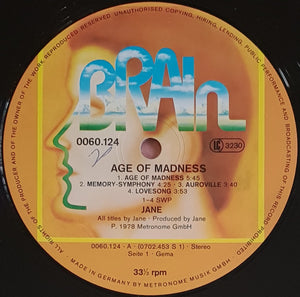 ALL RIGHTS OF THE PRODUCER AND OF THE OWNER OF THE WORK REPRODUCED RESERVED. UNAUTHORISED COPYING, HIRING, LENDING, PUBLIC PERFORMANCE AND BROADCASTING OF THIS RECORD PROHIBITED
BRAIN
0060.124
LC 3230
AGE OF MADNESS
1. AGE OF MADNESS 5:45
2. MEMORY-SYMPHONY 4:25 · 3. AUROVILLE 3:40
4. LOVESONG 3:53
1-4 SWP
JANE
All titles by Jane · Produced by Jane
Ⓟ 1978 Metronome GmbH
0060.124 - A · (0702.453 S 1) · Stereo
Seite 1 · Gema
33⅓ rpm
MADE IN GERMANY BY METRONOME MUSIK GMBH